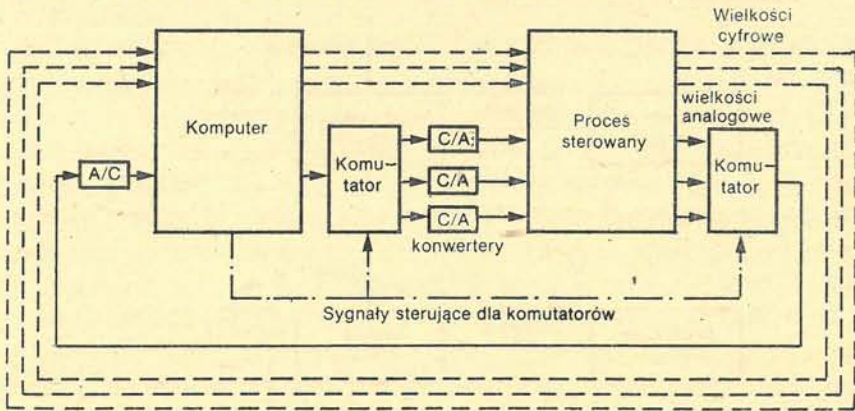 Wielkości
cyfrowe
Komputer
Proces
sterowany
wielkości
analogowe
A/C
Komu–
tator
C/A
C/A
C/A
konwertery
Komu–
tator
Sygnały sterujące dla komutatorów